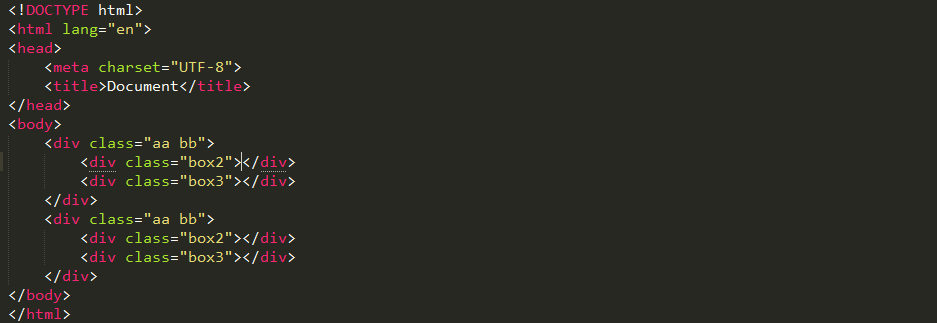 <!DOCTYPE html>
<html lang="en">
<head>
    <meta charset="UTF-8">
    <title>Document</title>
</head>
<body>
    <div class="aa bb">
        <div class="box2"></div>
        <div class="box3"></div>
    </div>
    <div class="aa bb">
        <div class="box2"></div>
        <div class="box3"></div>
    </div>
</body>
</html>